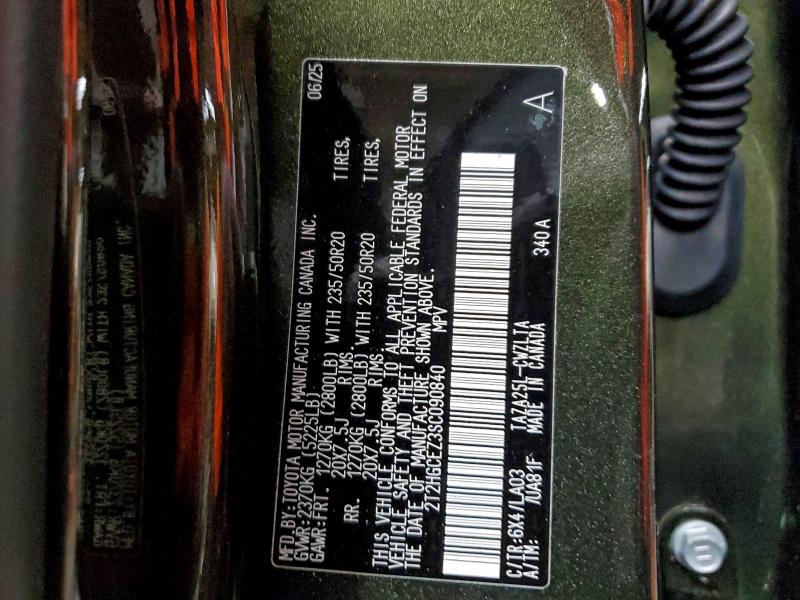 MFD.BY:TOYOTA MOTOR MANUFACTURING CANADA INC. 06/25
GVWR:2370KG (5225LB)
GAWR:FRT. 1270KG (2800LB) WITH 235/50R20 TIRES,
20X7.5J RIMS
RR. 1270KG (2800LB) WITH 235/50R20 TIRES,
20X7.5J RIMS
THIS VEHICLE CONFORMS TO ALL APPLICABLE FEDERAL MOTOR
VEHICLE SAFETY AND THEFT PREVENTION STANDARDS IN EFFECT ON
THE DATE OF MANUFACTURE SHOWN ABOVE.
2T2HGCEZ3SC090840 MPV
A
C/TR:6X4/LA03 TAZA25L-CWZLTA 340A
A/TM: /UA81F MADE IN CANADA